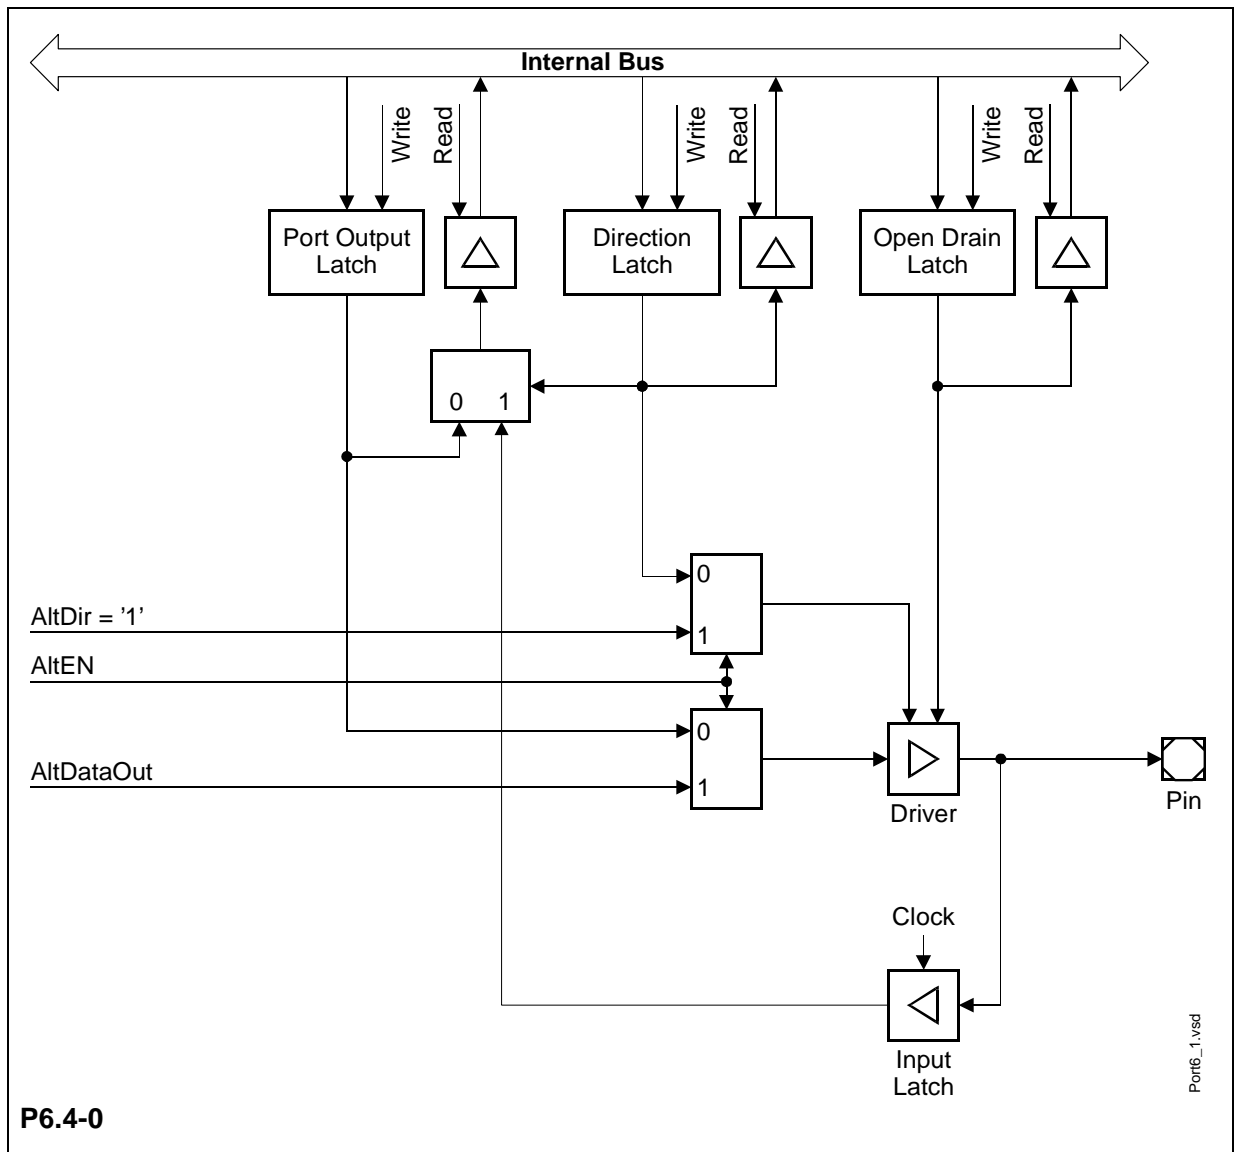 Internal Bus
Write
Read
Write
Read
Write
Read
Port Output
Latch
Direction
Latch
Open Drain
Latch
0 1
0
AltDir = '1'
1
AltEN
0
AltDataOut
1
Driver
Pin
Clock
Input
Latch
Port6_1.vsd
P6.4-0